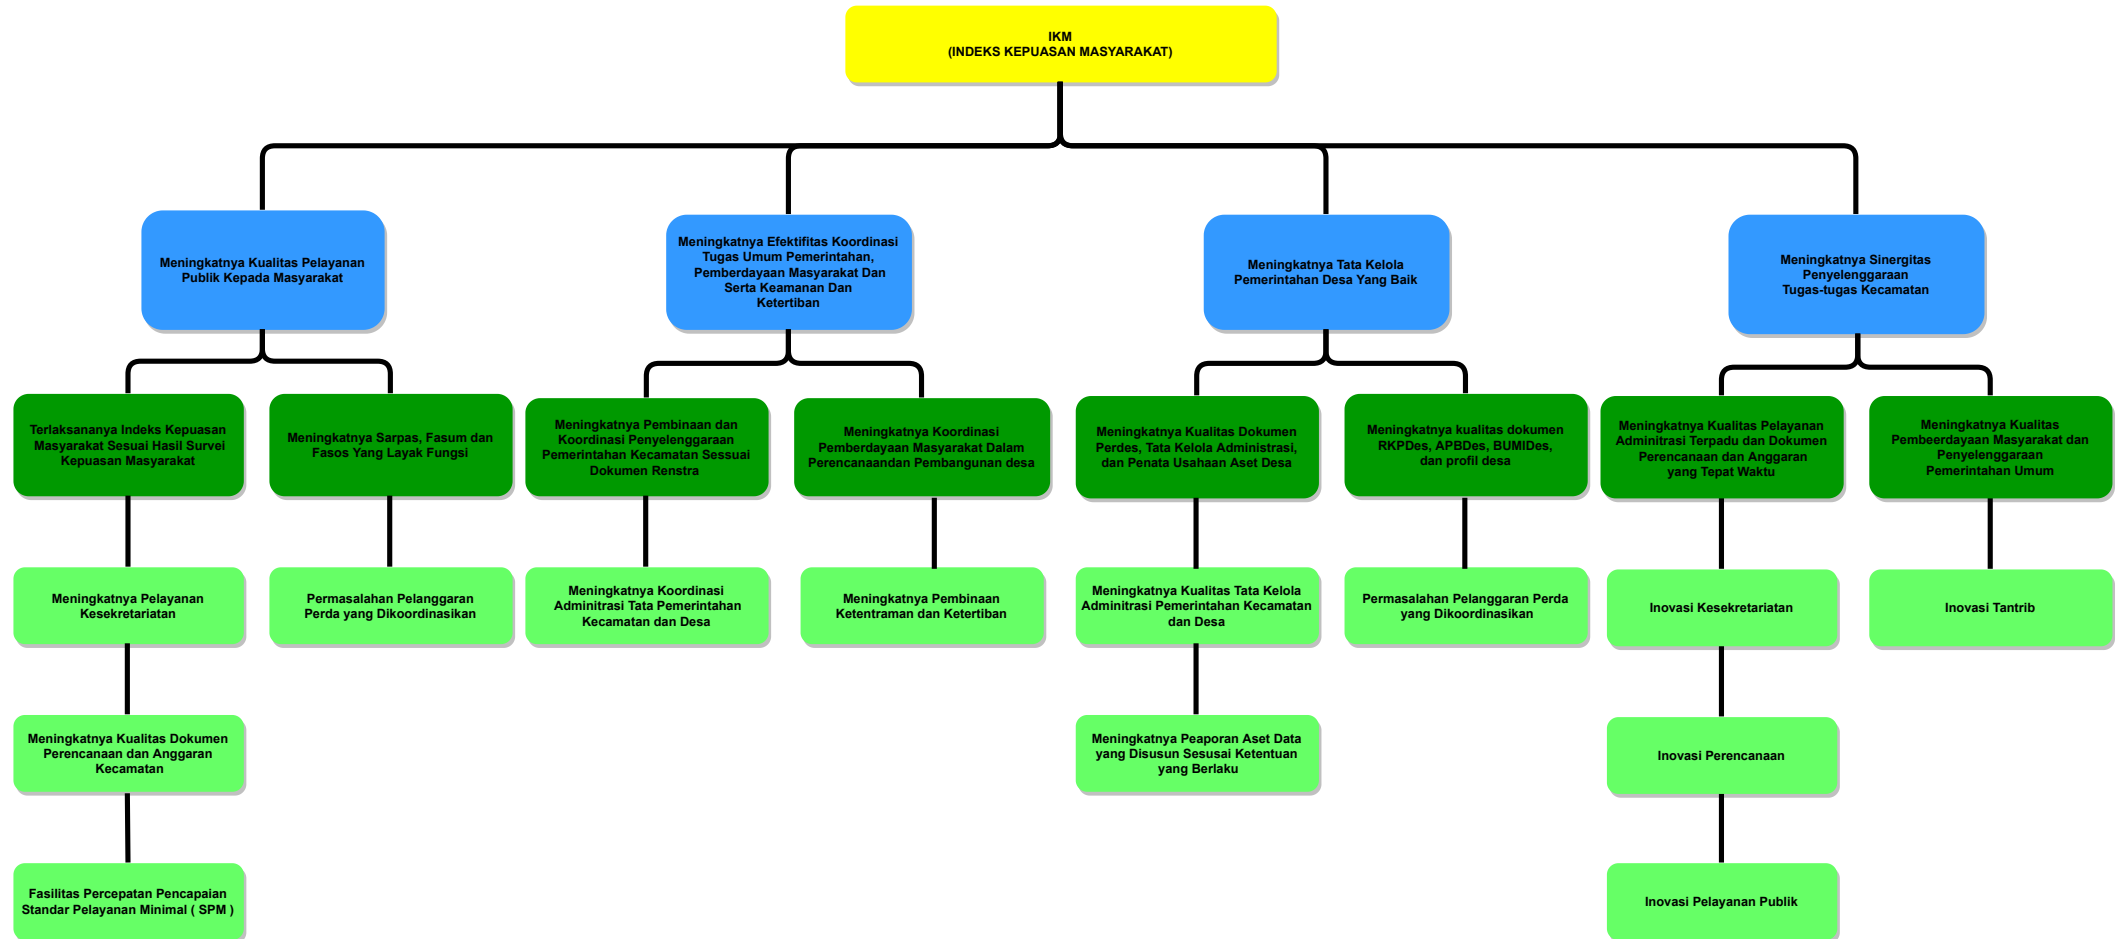 IKM
(INDEKS KEPUASAN MASYARAKAT)
Meningkatnya Kualitas Pelayanan
Publik Kepada Masyarakat
Meningkatnya Efektifitas Koordinasi
Tugas Umum Pemerintahan,
Pemberdayaan Masyarakat Dan
Serta Keamanan Dan
Ketertiban
Meningkatnya Tata Kelola
Pemerintahan Desa Yang Baik
Meningkatnya Sinergitas
Penyelenggaraan
Tugas-tugas Kecamatan
Terlaksananya Indeks Kepuasan
Masyarakat Sesuai Hasil Survei
Kepuasan Masyarakat
Meningkatnya Sarpas, Fasum dan
Fasos Yang Layak Fungsi
Meningkatnya Pembinaan dan
Koordinasi Penyelenggaraan
Pemerintahan Kecamatan Sessuai
Dokumen Renstra
Meningkatnya Koordinasi
Pemberdayaan Masyarakat Dalam
Perencanaandan Pembangunan desa
Meningkatnya Kualitas Dokumen
Perdes, Tata Kelola Administrasi,
dan Penata Usahaan Aset Desa
Meningkatnya kualitas dokumen
RKPDes, APBDes, BUMIDes,
dan profil desa
Meningkatnya Kualitas Pelayanan
Adminitrasi Terpadu dan Dokumen
Perencanaan dan Anggaran
yang Tepat Waktu
Meningkatnya Kualitas
Pembeerdayaan Masyarakat dan
Penyelenggaraan
Pemerintahan Umum
Meningkatnya Pelayanan
Kesekretariatan
Permasalahan Pelanggaran
Perda yang Dikoordinasikan
Meningkatnya Koordinasi
Adminitrasi Tata Pemerintahan
Kecamatan dan Desa
Meningkatnya Pembinaan
Ketentraman dan Ketertiban
Meningkatnya Kualitas Tata Kelola
Adminitrasi Pemerintahan Kecamatan
dan Desa
Permasalahan Pelanggaran Perda
yang Dikoordinasikan
Inovasi Kesekretariatan
Inovasi Tantrib
Meningkatnya Kualitas Dokumen
Perencanaan dan Anggaran
Kecamatan
Meningkatnya Peaporan Aset Data
yang Disusun Sesusai Ketentuan
yang Berlaku
Inovasi Perencanaan
Fasilitas Percepatan Pencapaian
Standar Pelayanan Minimal ( SPM )
Inovasi Pelayanan Publik